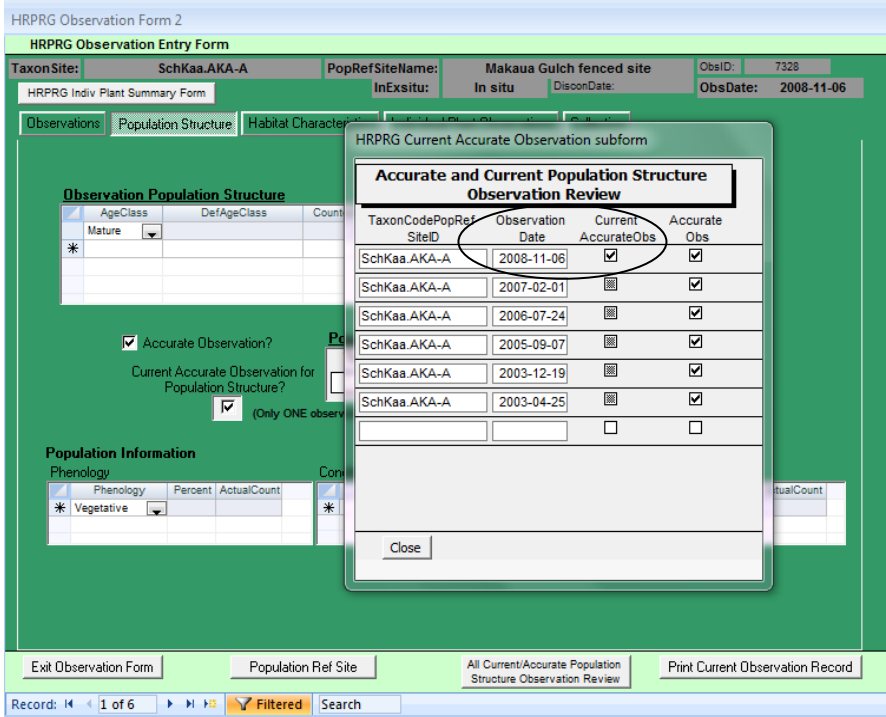 HRPRG Observation Form 2
HRPRG Observation Entry Form
TaxonSite: SchKaa.AKA-A PopRefSiteName: Makaua Gulch fenced site ObsID: 7328
HRPRG Indiv Plant Summary Form InExsitu: In situ DisconDate: ObsDate: 2008-11-06
Observations Population Structure Habitat
HRPRG Current Accurate Observation subform
Accurate and Current Population Structure
Observation Review
Observation Population Structure
AgeClass DefAgeClass
Mature
TaxonCodePopRef Observation Current Accurate
SiteID Date AccurateObs Obs
SchKaa.AKA-A 2008-11-06
SchKaa.AKA-A 2007-02-01
SchKaa.AKA-A 2006-07-24
SchKaa.AKA-A 2005-09-07
SchKaa.AKA-A 2003-12-19
SchKaa.AKA-A 2003-04-25
Close
Accurate Observation?
Current Accurate Observation for
Population Structure?
(Only ONE
Population Information
Phenology
Phenology Percent ActualCount
Vegetative
Exit Observation Form Population Ref Site All Current/Accurate Population
Structure Observation Review Print Current Observation Record
Record: 1 of 6 Filtered Search